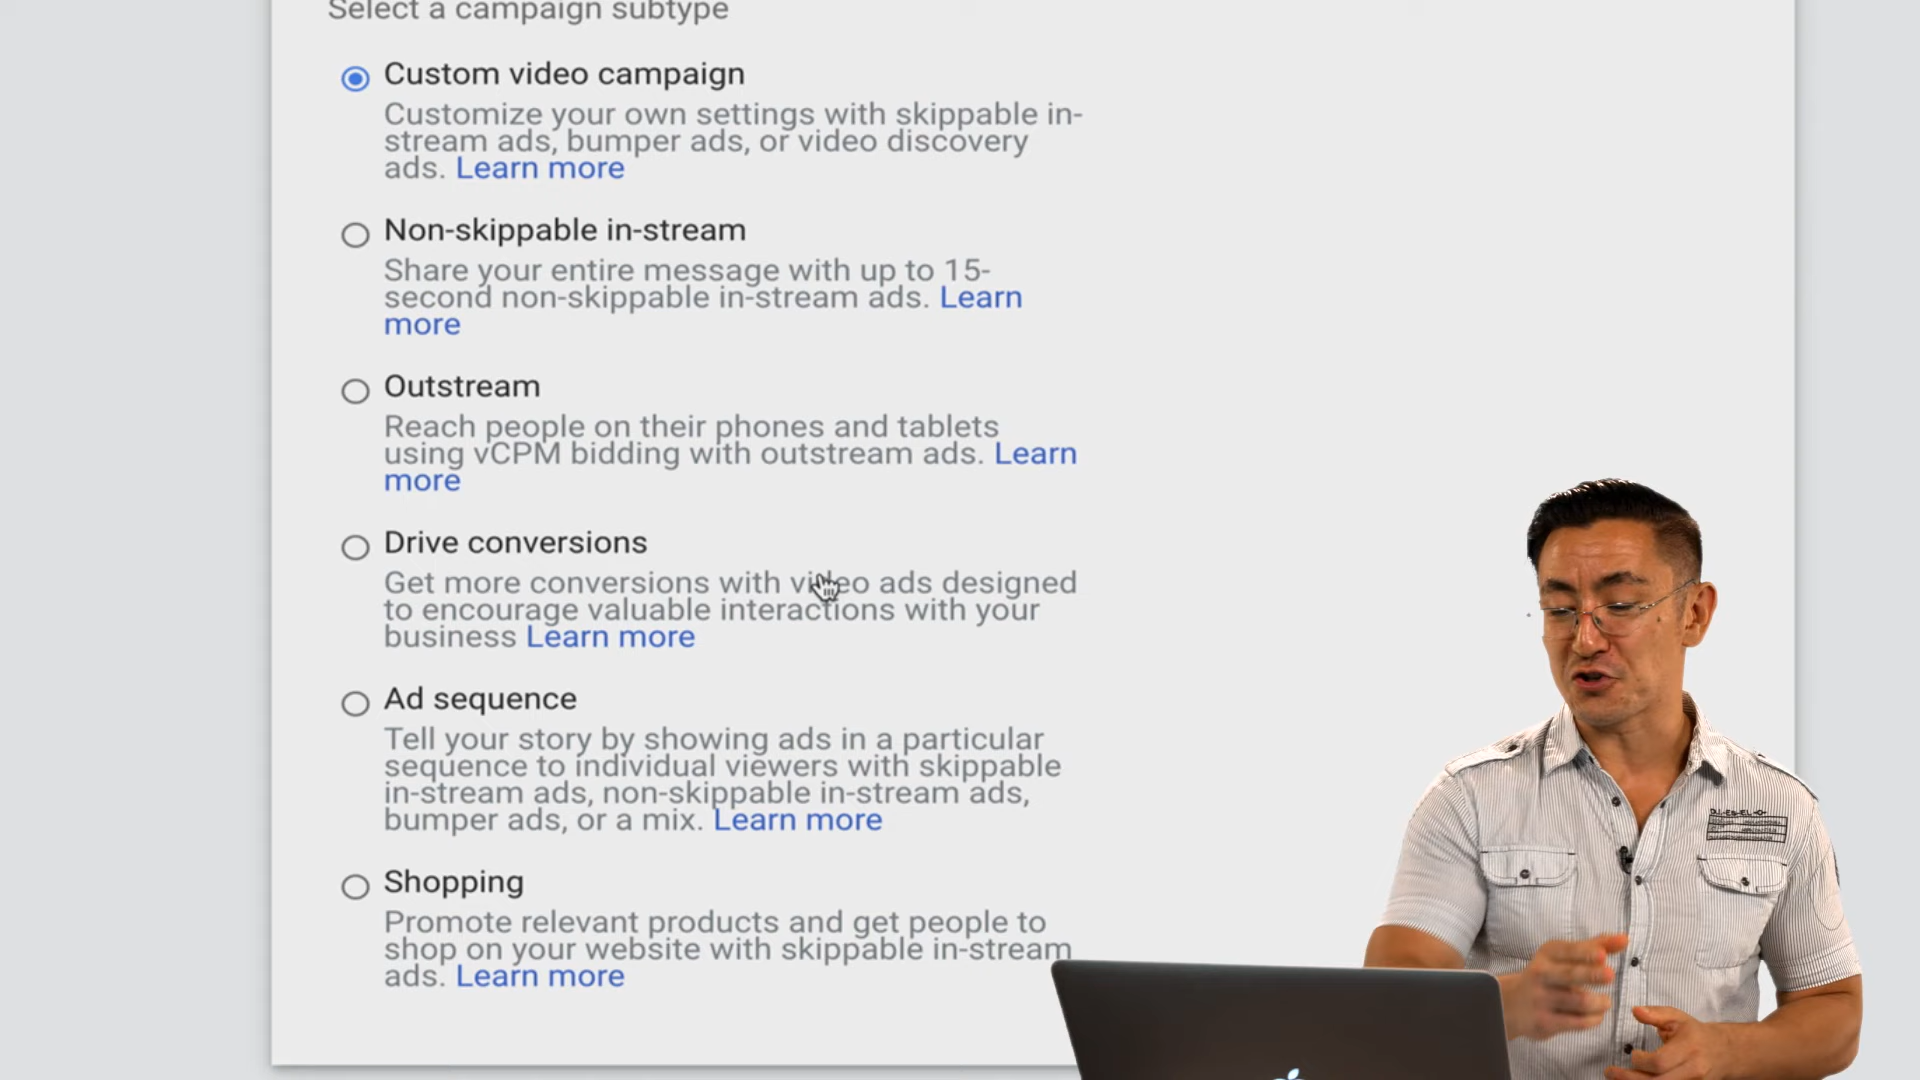 Select a campaign subtype
Custom video campaign
Customize your own settings with skippable in-
stream ads, bumper ads, or video discovery
ads. Learn more
Non-skippable in-stream
Share your entire message with up to 15-
second non-skippable in-stream ads. Learn
more
Outstream
Reach people on their phones and tablets
using vCPM bidding with outstream ads. Learn
more
Drive conversions
Get more conversions with video ads designed
to encourage valuable interactions with your
business Learn more
Ad sequence
Tell your story by showing ads in a particular
sequence to individual viewers with skippable
in-stream ads, non-skippable in-stream ads,
bumper ads, or a mix. Learn more
Shopping
Promote relevant products and get people to
shop on your website with skippable in-stream
ads. Learn more